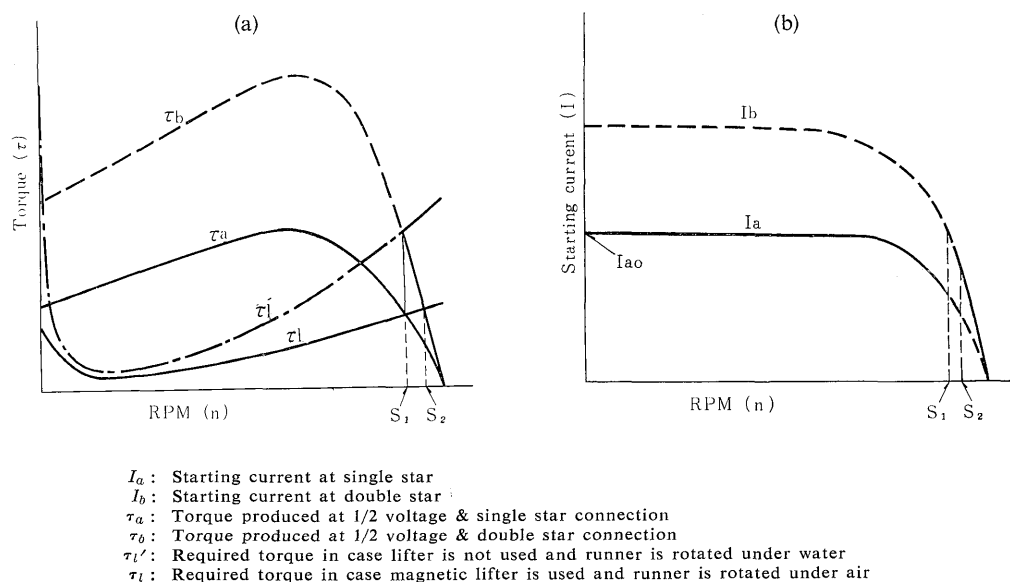 (a)
(b)
Torque (τ)
τb
τa
τl'
τl
RPM (n)
S₁
S₂
Starting current (I)
Ib
Ia
Iao
RPM (n)
S₁
S₂
Iₐ : Starting current at single star
I_b : Starting current at double star
τₐ : Torque produced at 1/2 voltage & single star connection
τ_b : Torque produced at 1/2 voltage & double star connection
τₗ′ : Required torque in case lifter is not used and runner is rotated under water
τₗ : Required torque in case magnetic lifter is used and runner is rotated under air